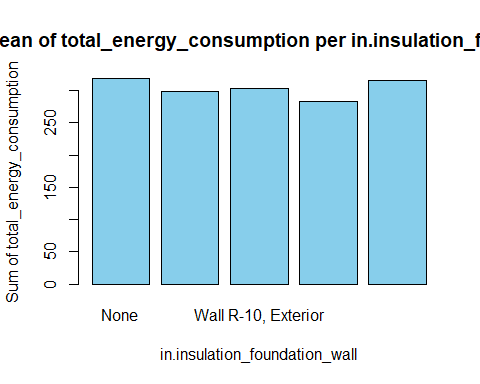 ean of total_energy_consumption per in.insulation_f
Sum of total_energy_consumption
250
150
50
0
None Wall R-10, Exterior
in.insulation_foundation_wall